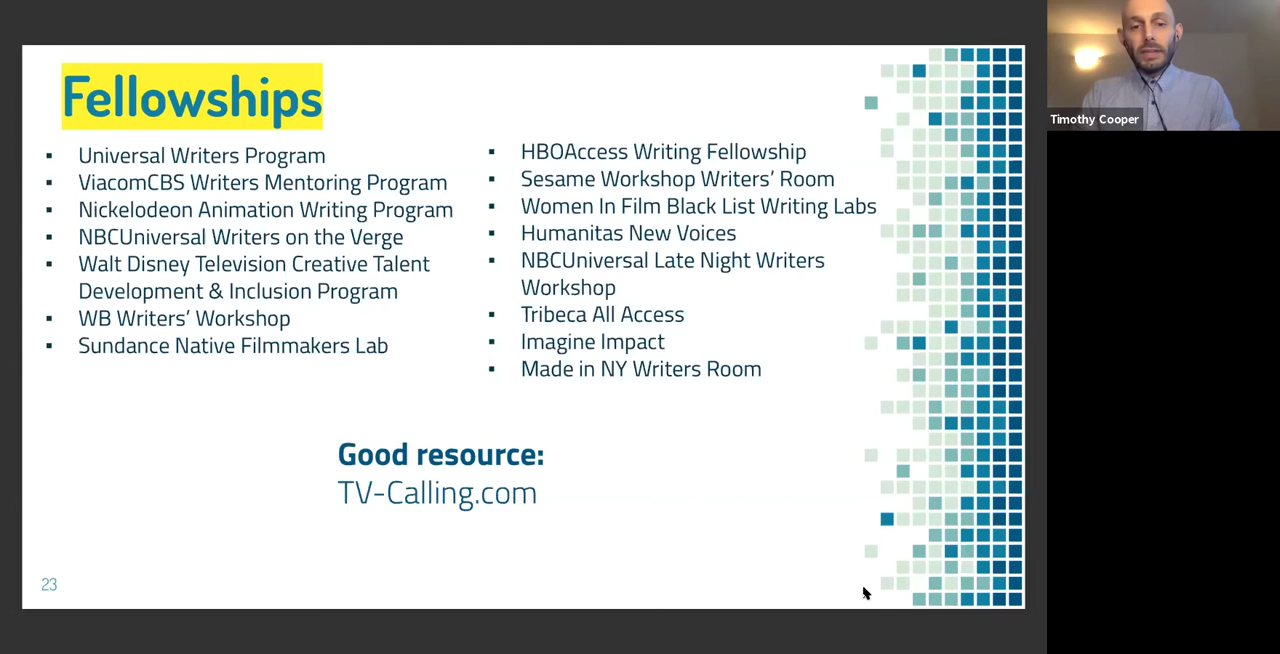 Fellowships
▪ Universal Writers Program
▪ ViacomCBS Writers Mentoring Program
▪ Nickelodeon Animation Writing Program
▪ NBCUniversal Writers on the Verge
▪ Walt Disney Television Creative Talent
Development & Inclusion Program
▪ WB Writers’ Workshop
▪ Sundance Native Filmmakers Lab
▪ HBOAccess Writing Fellowship
▪ Sesame Workshop Writers’ Room
▪ Women In Film Black List Writing Labs
▪ Humanitas New Voices
▪ NBCUniversal Late Night Writers
Workshop
▪ Tribeca All Access
▪ Imagine Impact
▪ Made in NY Writers Room
Good resource:
TV-Calling.com
23
Timothy Cooper